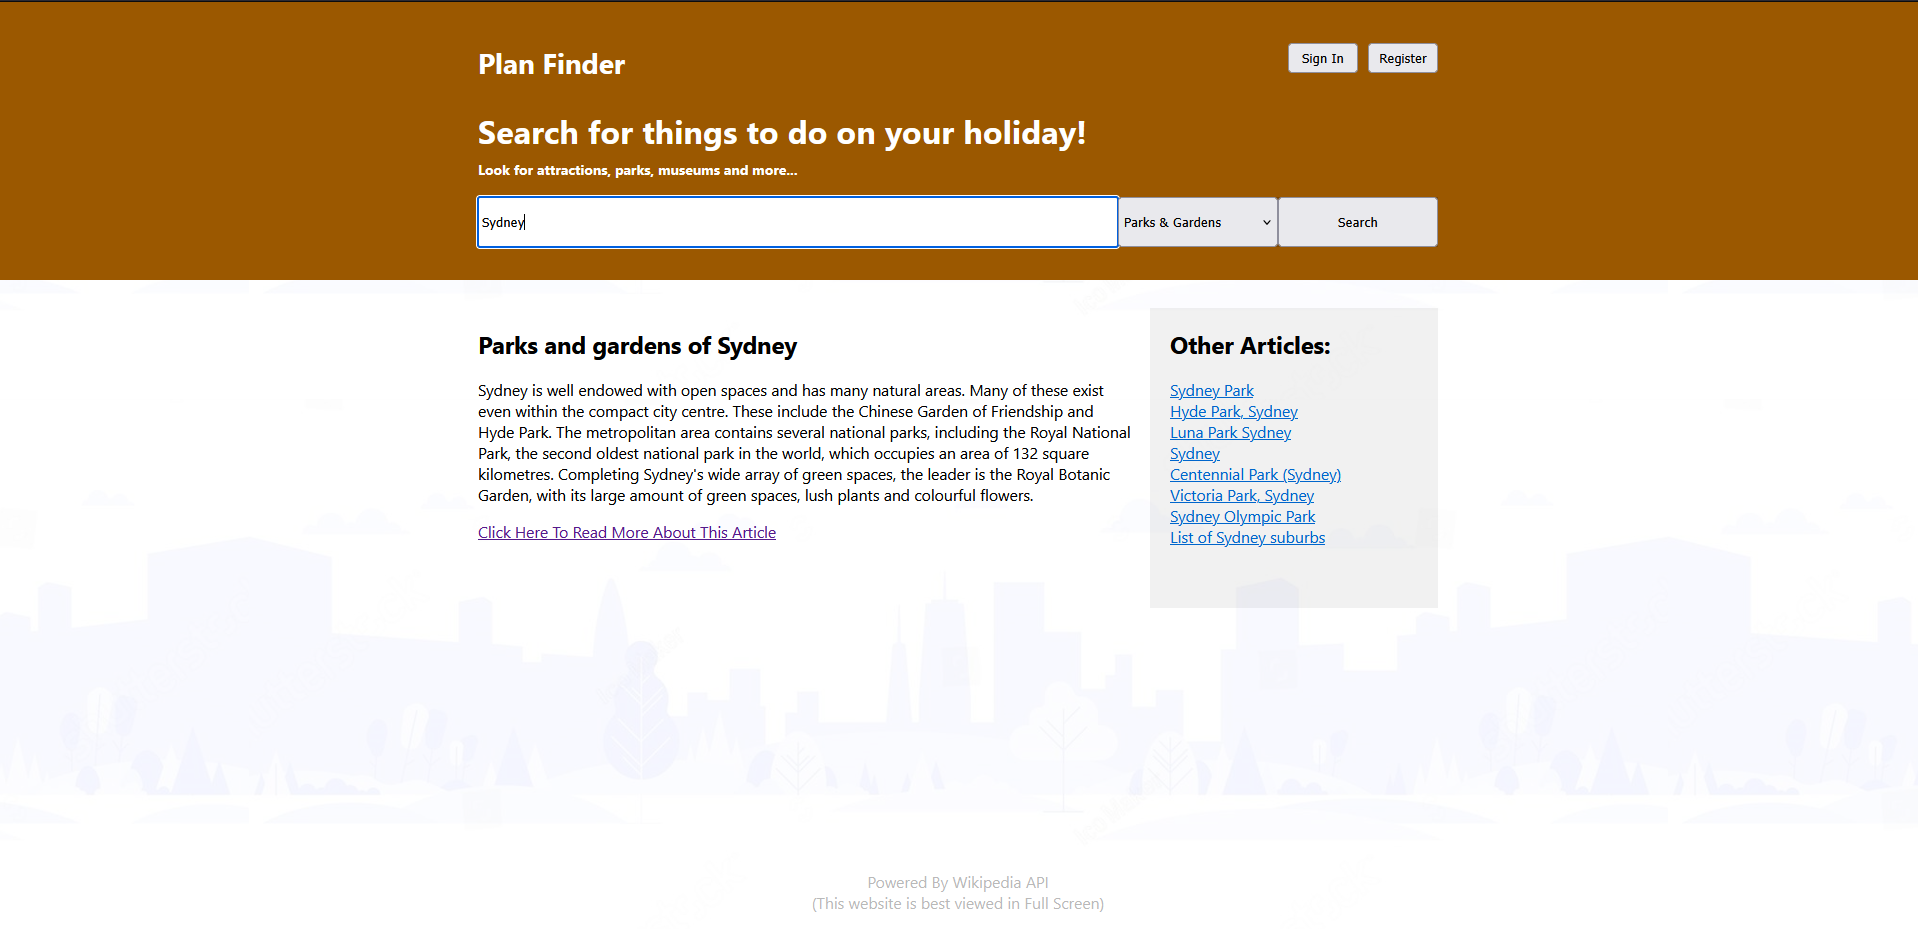 Plan Finder
Sign In
Register
Search for things to do on your holiday!
Look for attractions, parks, museums and more...
Sydney
Parks & Gardens
Search
Parks and gardens of Sydney
Sydney is well endowed with open spaces and has many natural areas. Many of these exist
even within the compact city centre. These include the Chinese Garden of Friendship and
Hyde Park. The metropolitan area contains several national parks, including the Royal National
Park, the second oldest national park in the world, which occupies an area of 132 square
kilometres. Completing Sydney's wide array of green spaces, the leader is the Royal Botanic
Garden, with its large amount of green spaces, lush plants and colourful flowers.
Click Here To Read More About This Article
Other Articles:
Sydney Park
Hyde Park, Sydney
Luna Park Sydney
Sydney
Centennial Park (Sydney)
Victoria Park, Sydney
Sydney Olympic Park
List of Sydney suburbs
Powered By Wikipedia API
(This website is best viewed in Full Screen)